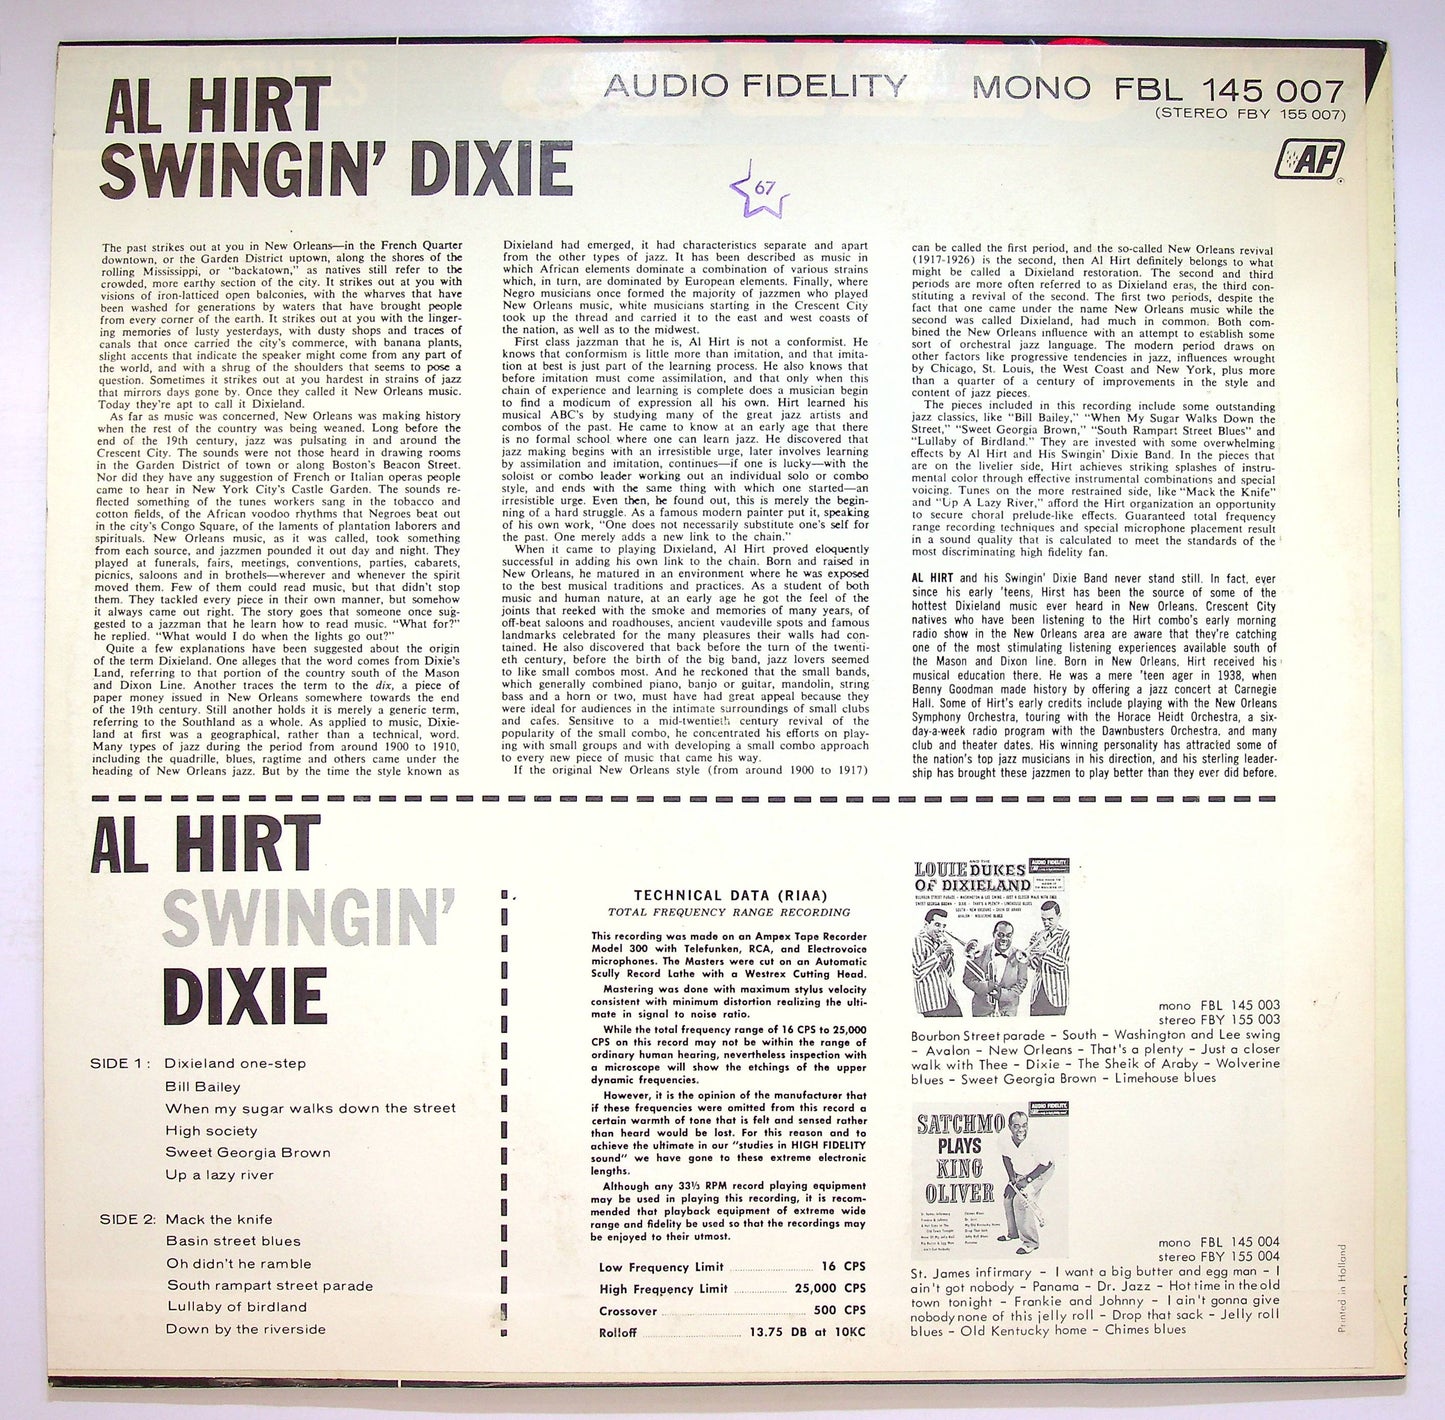 AL HIRT
SWINGIN' DIXIE
AUDIO FIDELITY MONO FBL 145 007
(STEREO FBY 155 007)
AF
67
The past strikes out at you in New Orleans—in the French Quarter
downtown, or the Garden District uptown, along the shores of the
rolling Mississippi, or "backatown," as natives still refer to the
crowded, more earthy section of the city. It strikes out at you with
visions of iron-latticed open balconies, with the wharves that have
been washed for generations by waters that have brought people
from every corner of the earth. It strikes out at you with the linger-
ing memories of lusty yesterdays, with dusty shops and traces of
canals that once carried the city's commerce, with banana plants,
slight accents that indicate the speaker might come from any part of
the world, and with a shrug of the shoulders that seems to pose a
question. Sometimes it strikes out at you hardest in strains of jazz
that mirrors days gone by. Once they called it New Orleans music.
Today they're apt to call it Dixieland.
As far as music was concerned, New Orleans was making history
when the rest of the country was being weaned. Long before the
end of the 19th century, jazz was pulsating in and around the
Crescent City. The sounds were not those heard in drawing rooms
in the Garden District of town or along Boston's Beacon Street.
Nor did they have any suggestion of French or Italian operas people
came to hear in New York City's Castle Garden. The sounds re-
flected something of the tunes workers sang in the tobacco and
cotton fields, of the African voodoo rhythms that Negroes beat out
in the city's Congo Square, of the laments of plantation laborers and
spirituals. New Orleans music, as it was called, took something
from each source, and jazzmen pounded it out day and night. They
played at funerals, fairs, meetings, conventions, parties, cabarets,
picnics, saloons and in brothels—wherever and whenever the spirit
moved them. Few of them could read music, but that didn't stop
them. They tackled every piece in their own manner, but somehow
it always came out right. The story goes that someone once sug-
gested to a jazzman that he learn how to read music. "What for?"
he replied. "What would I do when the lights go out?"
Quite a few explanations have been suggested about the origin
of the term Dixieland. One alleges that the word comes from Dixie's
Land, referring to that portion of the country south of the Mason
and Dixon Line. Another traces the term to the dix, a piece of
paper money issued in New Orleans somewhere towards the end
of the 19th century. Still another holds it is merely a generic term,
referring to the Southland as a whole. As applied to music, Dixie-
land at first was a geographical, rather than a technical, word.
Many types of jazz during the period from around 1900 to 1910,
including the quadrille, blues, ragtime and others came under the
heading of New Orleans jazz. But by the time the style known as
Dixieland had emerged, it had characteristics separate and apart
from the other types of jazz. It has been described as music in
which African elements dominate a combination of various strains
which, in turn, are dominated by European elements. Finally, where
Negro musicians once formed the majority of jazzmen who played
New Orleans music, white musicians starting in the Crescent City
took up the thread and carried it to the east and west coasts of
the nation, as well as to the midwest.
First class jazzman that he is, Al Hirt is not a conformist. He
knows that conformism is little more than imitation, and that imita-
tion at best is just part of the learning process. He also knows that
before imitation must come assimilation, and that only when this
chain of experience and learning is complete does a musician begin
to find a modicum of expression all his own. Hirt learned his
musical ABC's by studying many of the great jazz artists and
combos of the past. He came to know at an early age that there
is no formal school where one can learn jazz. He discovered that
jazz making begins with an irresistible urge, later involves learning
by assimilation and imitation, continues—if one is lucky—with the
soloist or combo leader working out an individual solo or combo
style, and ends with the same thing with which one started—an
irresistible urge. Even then, he found out, this is merely the begin-
ning of a hard struggle. As a famous modern painter put it, speaking
of his own work, "One does not necessarily substitute one's self for
the past. One merely adds a new link to the chain."
When it came to playing Dixieland, Al Hirt proved eloquently
successful in adding his own link to the chain. Born and raised in
New Orleans, he matured in an environment where he was exposed
to the best musical traditions and practices. As a student of both
music and human nature, at an early age he got the feel of the
joints that reeked with the smoke and memories of many years, of
off-beat saloons and roadhouses, ancient vaudeville spots and famous
landmarks celebrated for the many pleasures their walls had con-
tained. He also discovered that back before the turn of the twenti-
eth century, before the birth of the big band, jazz lovers seemed
to like small combos most. And he reckoned that the small bands,
which generally combined piano, banjo or guitar, mandolin, string
bass and a horn or two, must have had great appeal because they
were ideal for audiences in the intimate surroundings of small clubs
and cafes. Sensitive to a mid-twentieth century revival of the
popularity of the small combo, he concentrated his efforts on play-
ing with small groups and with developing a small combo approach
to every new piece of music that came his way.
If the original New Orleans style (from around 1900 to 1917)
can be called the first period, and the so-called New Orleans revival
(1917-1926) is the second, then Al Hirt definitely belongs to what
might be called a Dixieland restoration. The second and third
periods are more often referred to as Dixieland eras, the third con-
stituting a revival of the second. The first two periods, despite the
fact that one came under the name New Orleans music while the
second was called Dixieland, had much in common. Both com-
bined the New Orleans influence with an attempt to establish some
sort of orchestral jazz language. The modern period draws on
other factors like progressive tendencies in jazz, influences wrought
by Chicago, St. Louis, the West Coast and New York, plus more
than a quarter of a century of improvements in the style and
content of jazz pieces.
The pieces included in this recording include some outstanding
jazz classics, like "Bill Bailey," "When My Sugar Walks Down the
Street," "Sweet Georgia Brown," "South Rampart Street Blues" and
"Lullaby of Birdland." They are invested with some overwhelming
effects by Al Hirt and His Swingin' Dixie Band. In the pieces that
are on the livelier side, Hirt achieves striking splashes of instru-
mental color through effective instrumental combinations and special
voicing. Tunes on the more restrained side, like "Mack the Knife"
and "Up A Lazy River," afford the Hirt organization an opportunity
to secure choral prelude-like effects. Guaranteed total frequency
range recording techniques and special microphone placement result
in a sound quality that is calculated to meet the standards of the
most discriminating high fidelity fan.
AL HIRT and his Swingin' Dixie Band never stand still. In fact, ever
since his early 'teens, Hirst has been the source of some of the
hottest Dixieland music ever heard in New Orleans. Crescent City
natives who have been listening to the Hirt combo's early morning
radio show in the New Orleans area are aware that they're catching
one of the most stimulating listening experiences available south of
the Mason and Dixon line. Born in New Orleans, Hirt received his
musical education there. He was a mere 'teen ager in 1938, when
Benny Goodman made history by offering a jazz concert at Carnegie
Hall. Some of Hirt's early credits include playing with the New Orleans
Symphony Orchestra, touring with the Horace Heidt Orchestra, a six-
day-a-week radio program with the Dawnbusters Orchestra, and many
club and theater dates. His winning personality has attracted some of
the nation's top jazz musicians in his direction, and his sterling leader-
ship has brought these jazzmen to play better than they ever did before.
AL HIRT
SWINGIN'
DIXIE
SIDE 1: Dixieland one-step
Bill Bailey
When my sugar walks down the street
High society
Sweet Georgia Brown
Up a lazy river
SIDE 2: Mack the knife
Basin street blues
Oh didn't he ramble
South rampart street parade
Lullaby of birdland
Down by the riverside
TECHNICAL DATA (RIAA)
TOTAL FREQUENCY RANGE RECORDING
This recording was made on an Ampex Tape Recorder
Model 300 with Telefunken, RCA, and Electrovoice
microphones. The Masters were cut on an Automatic
Scully Record Lathe with a Westrex Cutting Head.
Mastering was done with maximum stylus velocity
consistent with minimum distortion realizing the ulti-
mate in signal to noise ratio.
While the total frequency range of 16 CPS to 25,000
CPS on this record may not be within the range of
ordinary human hearing, nevertheless inspection with
a microscope will show the etchings of the upper
dynamic frequencies.
However, it is the opinion of the manufacturer that
if these frequencies were omitted from this record a
certain warmth of tone that is felt and sensed rather
than heard would be lost. For this reason and to
achieve the ultimate in our "studies in HIGH FIDELITY
sound" we have gone to these extreme electronic
lengths.
Although any 33⅓ RPM record playing equipment
may be used in playing this recording, it is recom-
mended that playback equipment of extreme wide
range and fidelity be used so that the recordings may
be enjoyed to their utmost.
Low Frequency Limit 16 CPS
High Frequency Limit 25,000 CPS
Crossover 500 CPS
Rolloff 13.75 DB at 10KC
LOUIE AND THE DUKES
OF DIXIELAND
AUDIO FIDELITY
mono FBL 145 003
stereo FBY 155 003
Bourbon Street parade – South – Washington and Lee swing
– Avalon – New Orleans – That's a plenty – Just a closer
walk with Thee – Dixie – The Sheik of Araby – Wolverine
blues – Sweet Georgia Brown – Limehouse blues
SATCHMO
PLAYS
KING
OLIVER
AUDIO FIDELITY
mono FBL 145 004
stereo FBY 155 004
St. James infirmary – I want a big butter and egg man – I
ain't got nobody – Panama – Dr. Jazz – Hot time in the old
town tonight – Frankie and Johnny – I ain't gonna give
nobody none of this jelly roll – Drop that sack – Jelly roll
blues – Old Kentucky home – Chimes blues
Printed in Holland